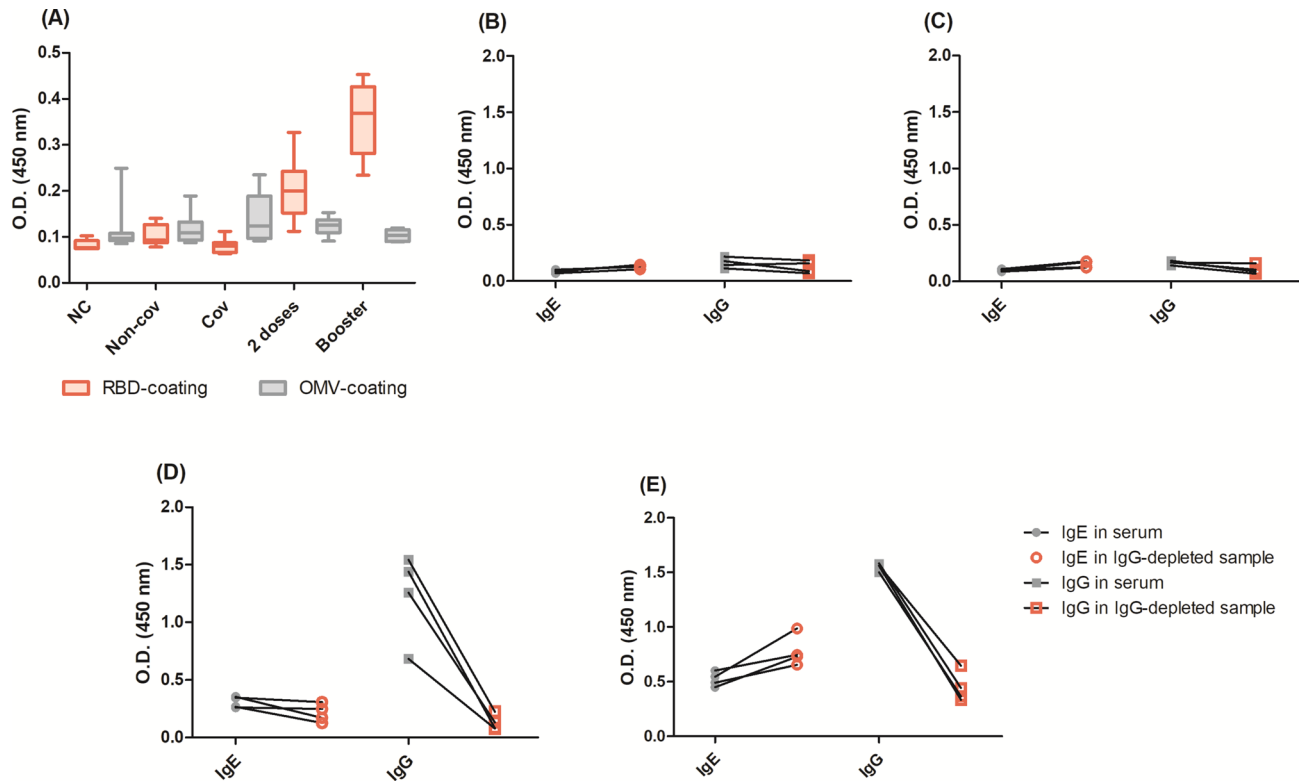 (A)
O.D. (450 nm)
0.5
0.4
0.3
0.2
0.1
0.0
NC
Non-cov
Cov
2 doses
Booster
RBD-coating
OMV-coating
(B)
O.D. (450 nm)
2.0
1.5
1.0
0.5
0.0
IgE
IgG
(C)
O.D. (450 nm)
2.0
1.5
1.0
0.5
0.0
IgE
IgG
(D)
O.D. (450 nm)
2.0
1.5
1.0
0.5
0.0
IgE
IgG
(E)
O.D. (450 nm)
2.0
1.5
1.0
0.5
0.0
IgE
IgG
IgE in serum
IgE in IgG-depleted sample
IgG in serum
IgG in IgG-depleted sample